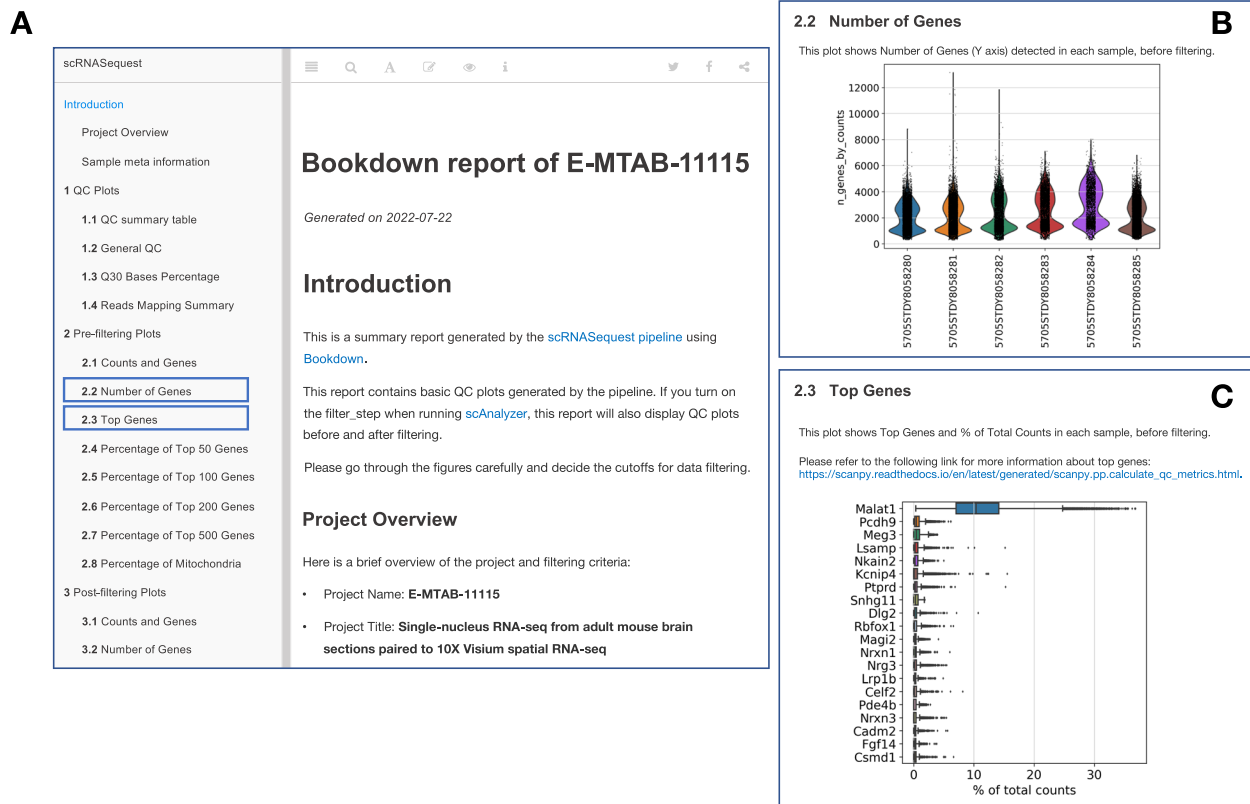 A
scRNASequest
Introduction
Project Overview
Sample meta information
1 QC Plots
1.1 QC summary table
1.2 General QC
1.3 Q30 Bases Percentage
1.4 Reads Mapping Summary
2 Pre-filtering Plots
2.1 Counts and Genes
2.2 Number of Genes
2.3 Top Genes
2.4 Percentage of Top 50 Genes
2.5 Percentage of Top 100 Genes
2.6 Percentage of Top 200 Genes
2.7 Percentage of Top 500 Genes
2.8 Percentage of Mitochondria
3 Post-filtering Plots
3.1 Counts and Genes
3.2 Number of Genes
A
i
f
Bookdown report of E-MTAB-11115
Generated on 2022-07-22
Introduction
This is a summary report generated by the scRNASequest pipeline using
Bookdown.
This report contains basic QC plots generated by the pipeline. If you turn on
the filter_step when running scAnalyzer, this report will also display QC plots
before and after filtering.
Please go through the figures carefully and decide the cutoffs for data filtering.
Project Overview
Here is a brief overview of the project and filtering criteria:
• Project Name: E-MTAB-11115
• Project Title: Single-nucleus RNA-seq from adult mouse brain
sections paired to 10X Visium spatial RNA-seq
B
2.2 Number of Genes
This plot shows Number of Genes (Y axis) detected in each sample, before filtering.
n_genes_by_counts
12000
10000
8000
6000
4000
2000
0
5705STDY8058280
5705STDY8058281
5705STDY8058282
5705STDY8058283
5705STDY8058284
5705STDY8058285
C
2.3 Top Genes
This plot shows Top Genes and % of Total Counts in each sample, before filtering.
Please refer to the following link for more information about top genes:
https://scanpy.readthedocs.io/en/latest/generated/scanpy.pp.calculate_qc_metrics.html.
Malat1
Pcdh9
Meg3
Lsamp
Nkain2
Kcnip4
Ptprd
Snhg11
Dlg2
Rbfox1
Magi2
Nrxn1
Nrg3
Lrp1b
Celf2
Pde4b
Nrxn3
Cadm2
Fgf14
Csmd1
0 10 20 30
% of total counts